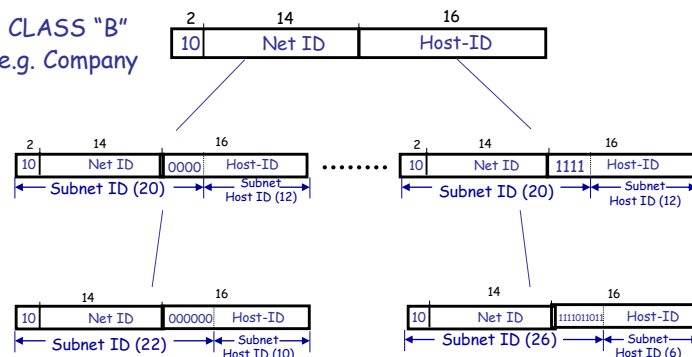 CLASS “B”
e.g. Company
2 14 16
10 Net ID Host-ID
2 14 16
10 Net ID 0000 Host-ID
Subnet ID (20) Subnet
Host ID (12)
........
2 14 16
10 Net ID 1111 Host-ID
Subnet ID (20) Subnet
Host ID (12)
14 16
10 Net ID 000000 Host-ID
Subnet ID (22) Subnet
Host ID (10)
14 16
10 Net ID 1111011011 Host-ID
Subnet ID (26) Subnet
Host ID (6)